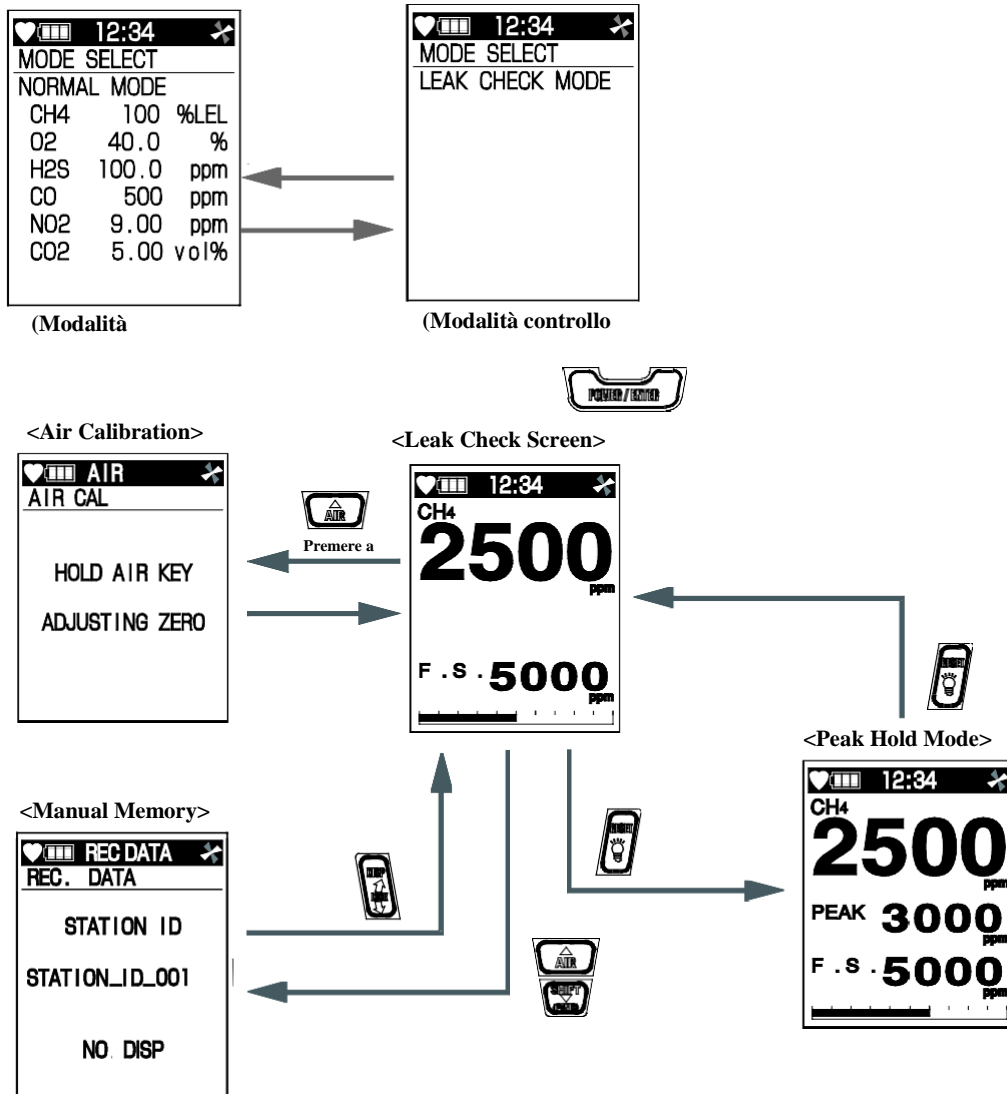 12:34
MODE SELECT
NORMAL MODE
CH4 100 %LEL
O2 40.0 %
H2S 100.0 ppm
CO 500 ppm
NO2 9.00 ppm
CO2 5.00 vol%
(Modalità
12:34
MODE SELECT
LEAK CHECK MODE
(Modalità controllo
POWER / ENTER
<Air Calibration>
AIR
AIR CAL
HOLD AIR KEY
ADJUSTING ZERO
AIR
Premere a
<Leak Check Screen>
12:34
CH4
2500
ppm
F.S. 5000
ppm
RESET
<Peak Hold Mode>
12:34
CH4
2500
ppm
PEAK 3000
ppm
F.S. 5000
ppm
<Manual Memory>
REC DATA
REC. DATA
STATION ID
STATION_ID_001
NO. DISP
RESET
AIR
SHIFT